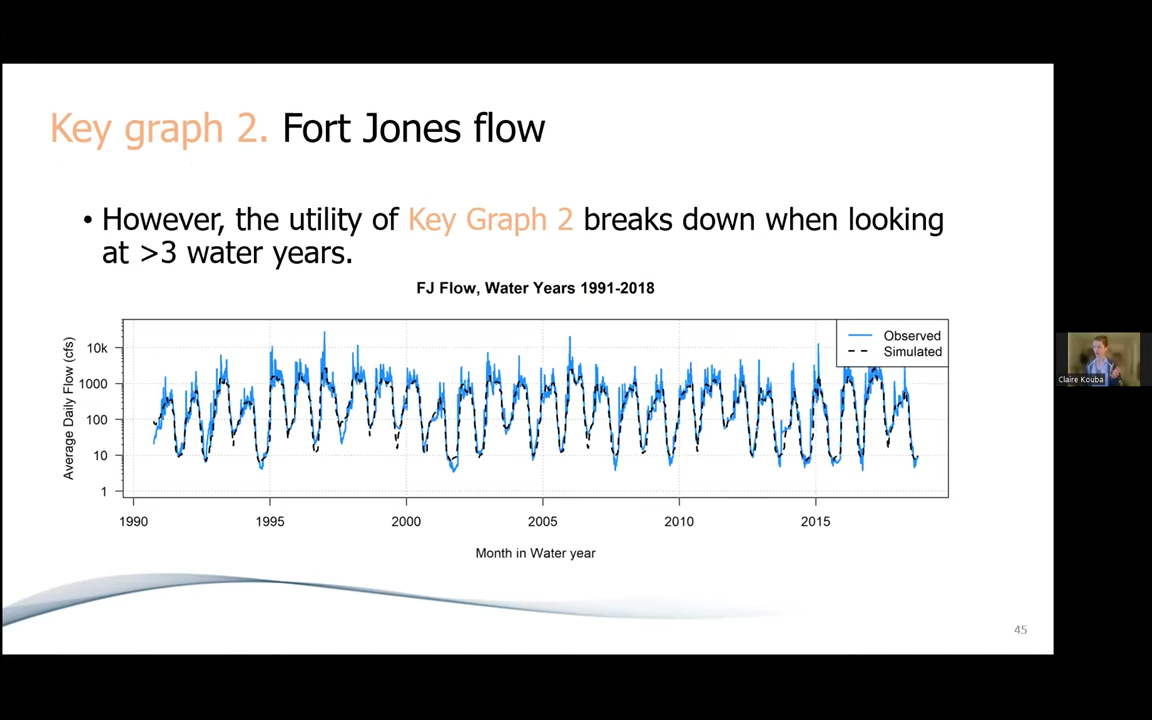 Key graph 2. Fort Jones flow
• However, the utility of Key Graph 2 breaks down when looking
at >3 water years.
FJ Flow, Water Years 1991-2018
Average Daily Flow (cfs)
10k
1000
100
10
1
Observed
Simulated
1990 1995 2000 2005 2010 2015
Month in Water year
45
Claire Kouba